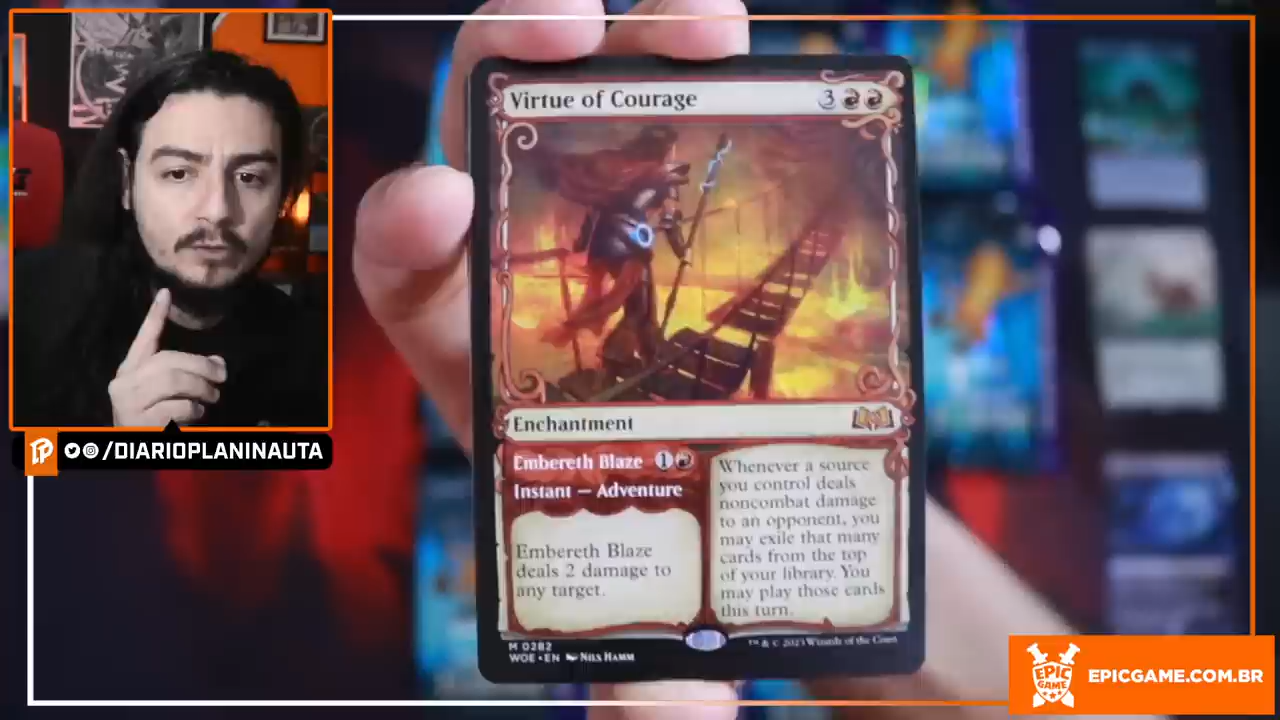 Virtue of Courage 3
Enchantment
Embereth Blaze 1
Instant — Adventure
Embereth Blaze
deals 2 damage to
any target.
Whenever a source
you control deals
noncombat damage
to an opponent, you
may exile that many
cards from the top
of your library. You
may play those cards
this turn.
M 0282
WOE • EN NILS HAMM
™ & © 2023 Wizards of the Coast
/DIARIOPLANINAUTA
EPIC
GAME
EPICGAME.COM.BR